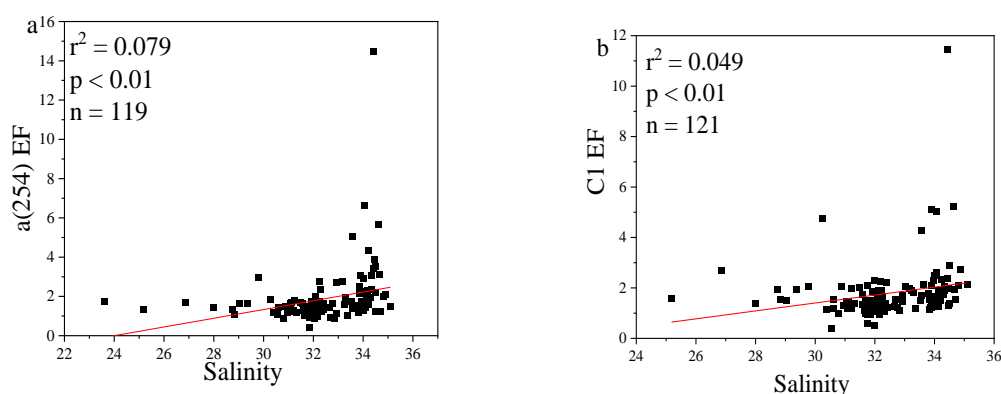 a
r² = 0.079
p < 0.01
n = 119
a(254) EF
16
14
12
10
8
6
4
2
0
22 24 26 28 30 32 34 36
Salinity
b
r² = 0.049
p < 0.01
n = 121
C1 EF
12
10
8
6
4
2
0
24 26 28 30 32 34 36
Salinity